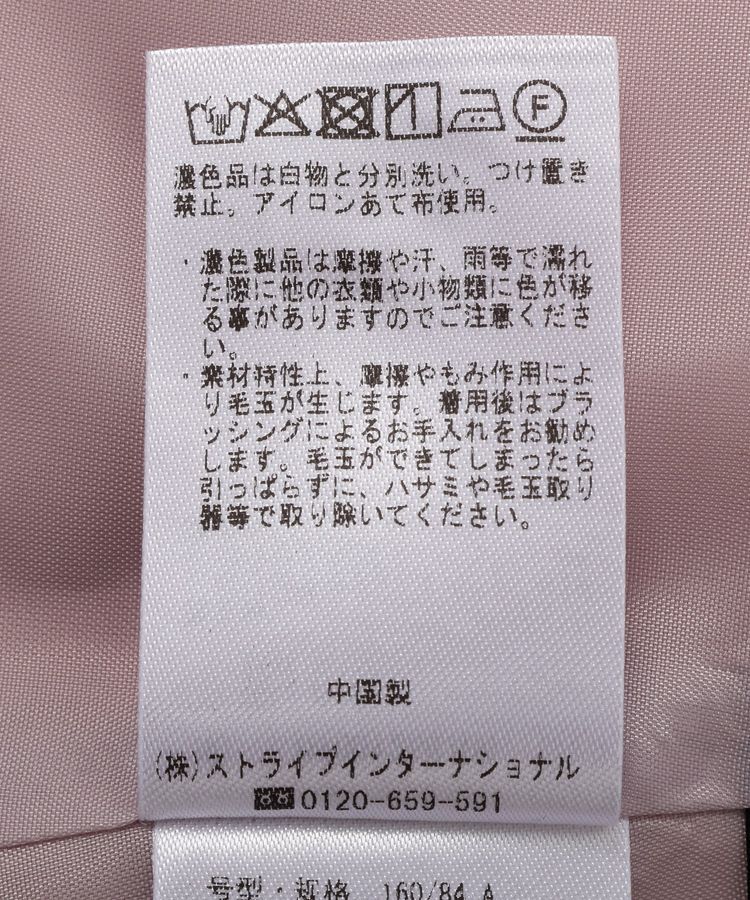 濃色品は白物と分別洗い。つけ置き
禁止。アイロンあて布使用。
・濃色製品は摩擦や汗、雨等で濡れ
た際に他の衣類や小物類に色が移
る事がありますのでご注意くださ
い。
・素材特性上、摩擦やもみ作用によ
り毛玉が生じます。着用後はブラ
ッシングによるお手入れをお勧め
します。毛玉ができてしまったら
引っぱらずに、ハサミや毛玉取り
器等で取り除いてください。
中国製
(株)ストライプインターナショナル
0120-659-591
号型・規格 160/84 A